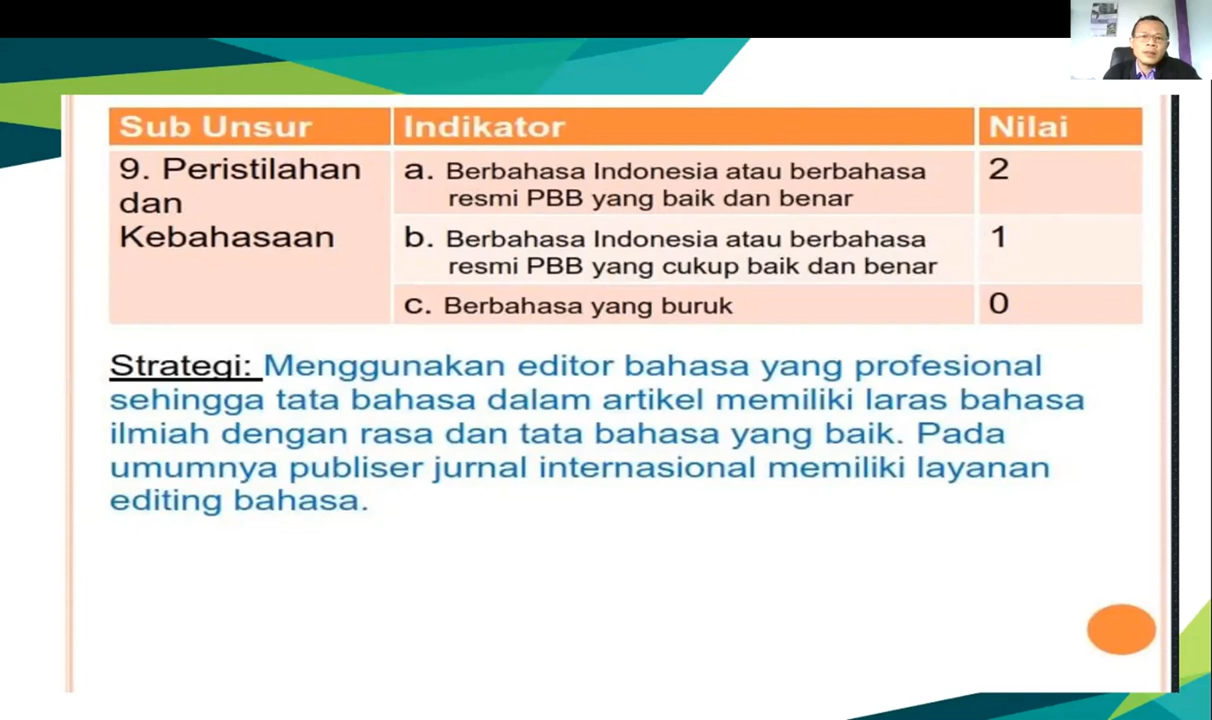 Sub Unsur Indikator Nilai
9. Peristilahan dan Kebahasaan
a. Berbahasa Indonesia atau berbahasa resmi PBB yang baik dan benar 2
b. Berbahasa Indonesia atau berbahasa resmi PBB yang cukup baik dan benar 1
c. Berbahasa yang buruk 0
Strategi: Menggunakan editor bahasa yang profesional
sehingga tata bahasa dalam artikel memiliki laras bahasa
ilmiah dengan rasa dan tata bahasa yang baik. Pada
umumnya publiser jurnal internasional memiliki layanan
editing bahasa.